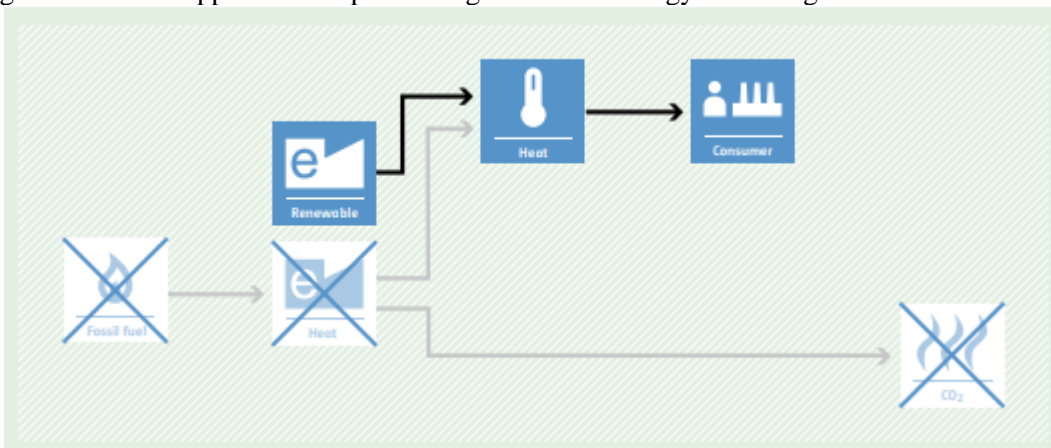 Heat
Consumer
e
Renewable
Fossil fuel
e
Heat
CO₂